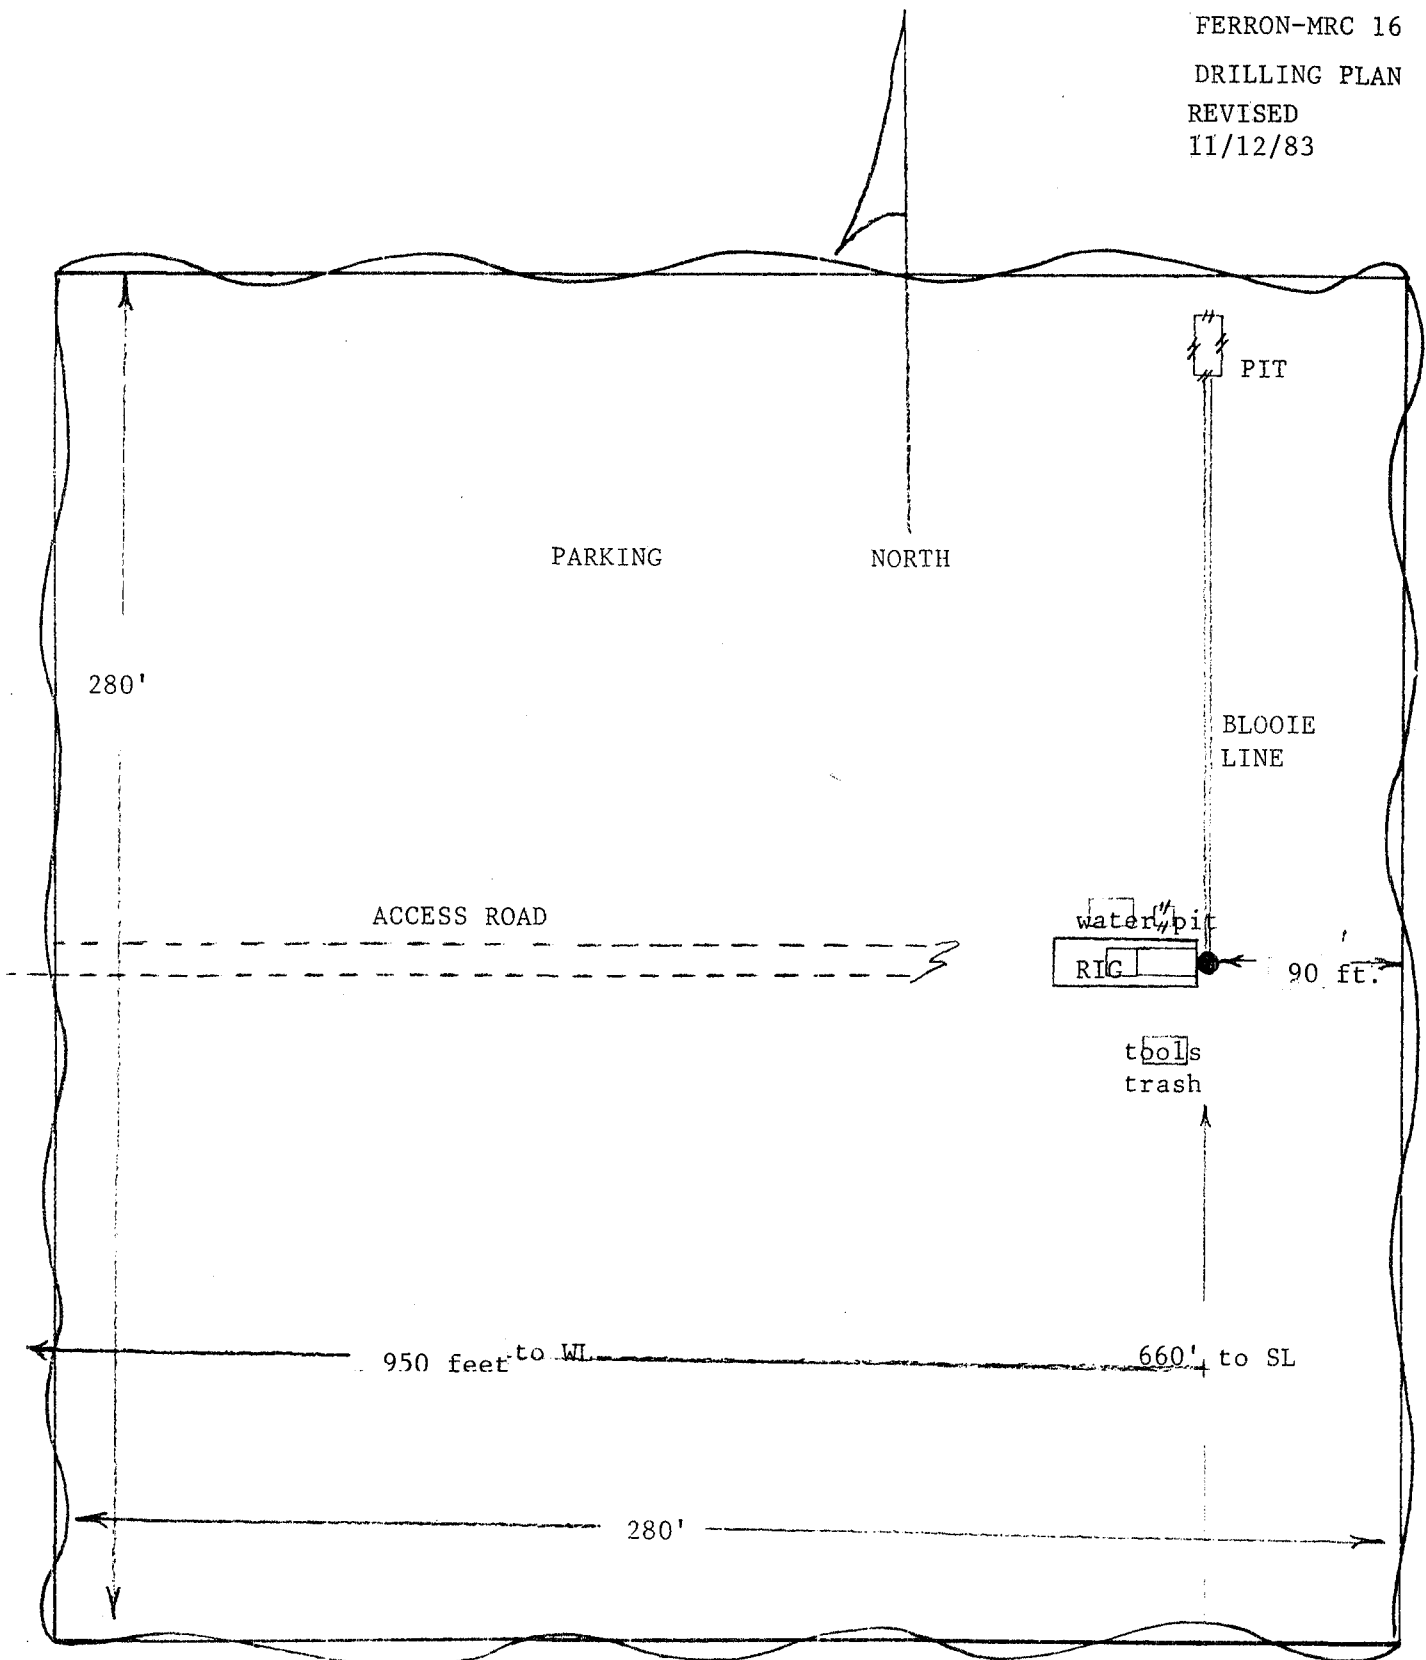 FERRON-MRC 16
DRILLING PLAN
REVISED
11/12/83
PIT
PARKING
NORTH
280'
BLOOIE
LINE
ACCESS ROAD
water pit
RIG
90 ft.
tools
trash
950 feet to WL
660' to SL
280'